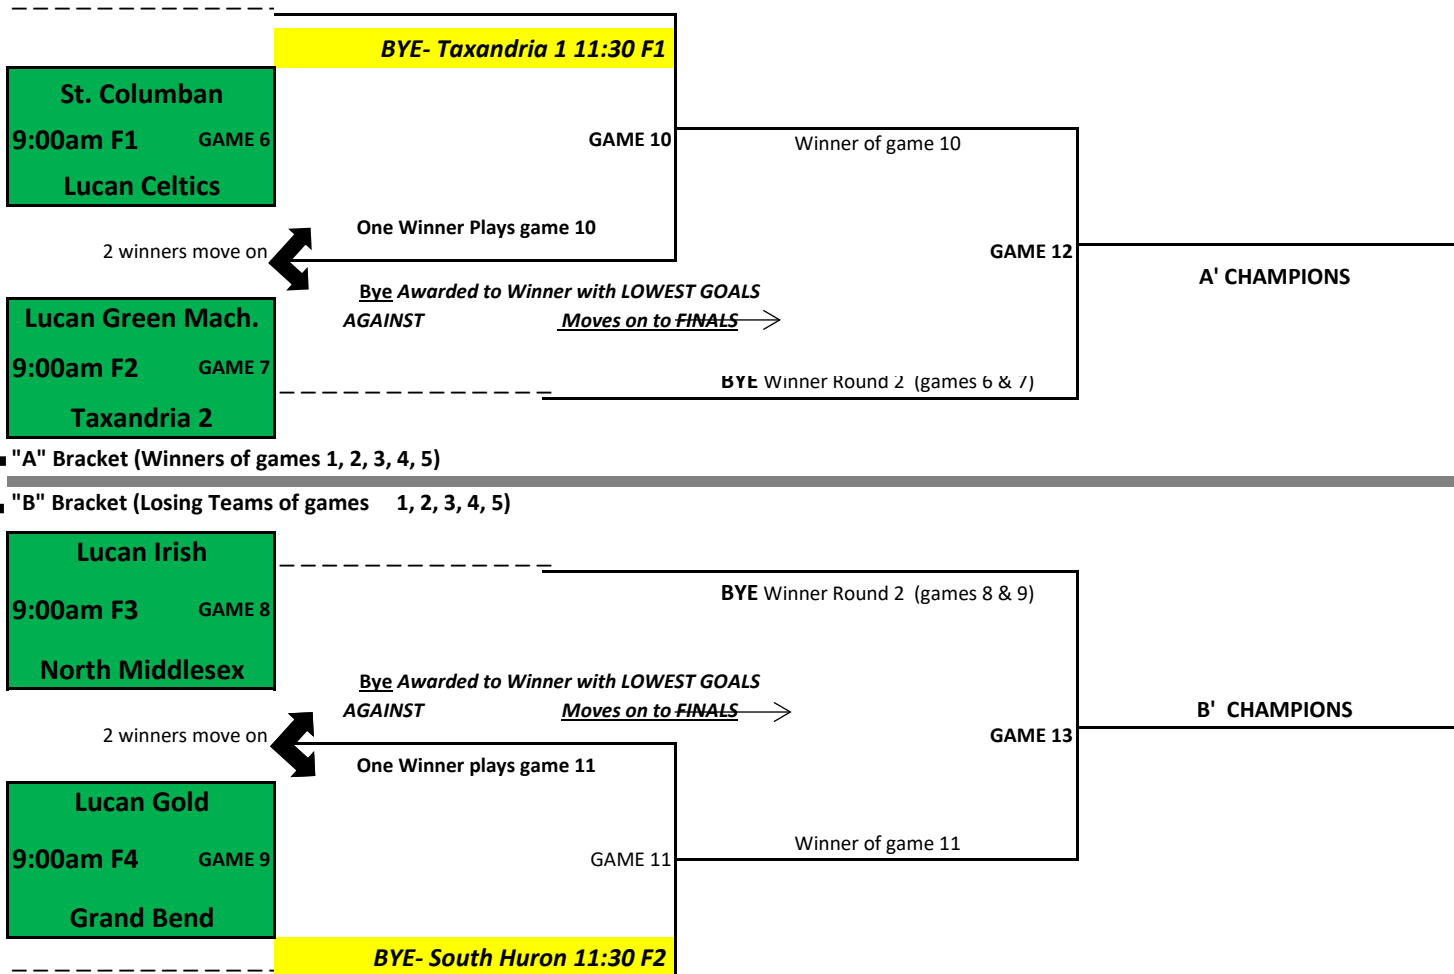 BYE- Taxandria 1 11:30 F1
St. Columban
9:00am F1 GAME 6
Lucan Celtics
GAME 10
Winner of game 10
One Winner Plays game 10
2 winners move on
GAME 12
A' CHAMPIONS
Bye Awarded to Winner with LOWEST GOALS
AGAINST Moves on to FINALS
Lucan Green Mach.
9:00am F2 GAME 7
Taxandria 2
BYE Winner Round 2 (games 6 & 7)
"A" Bracket (Winners of games 1, 2, 3, 4, 5)
"B" Bracket (Losing Teams of games 1, 2, 3, 4, 5)
Lucan Irish
9:00am F3 GAME 8
North Middlesex
BYE Winner Round 2 (games 8 & 9)
Bye Awarded to Winner with LOWEST GOALS
AGAINST Moves on to FINALS
2 winners move on
B' CHAMPIONS
GAME 13
One Winner plays game 11
Lucan Gold
9:00am F4 GAME 9
Grand Bend
GAME 11
Winner of game 11
BYE- South Huron 11:30 F2